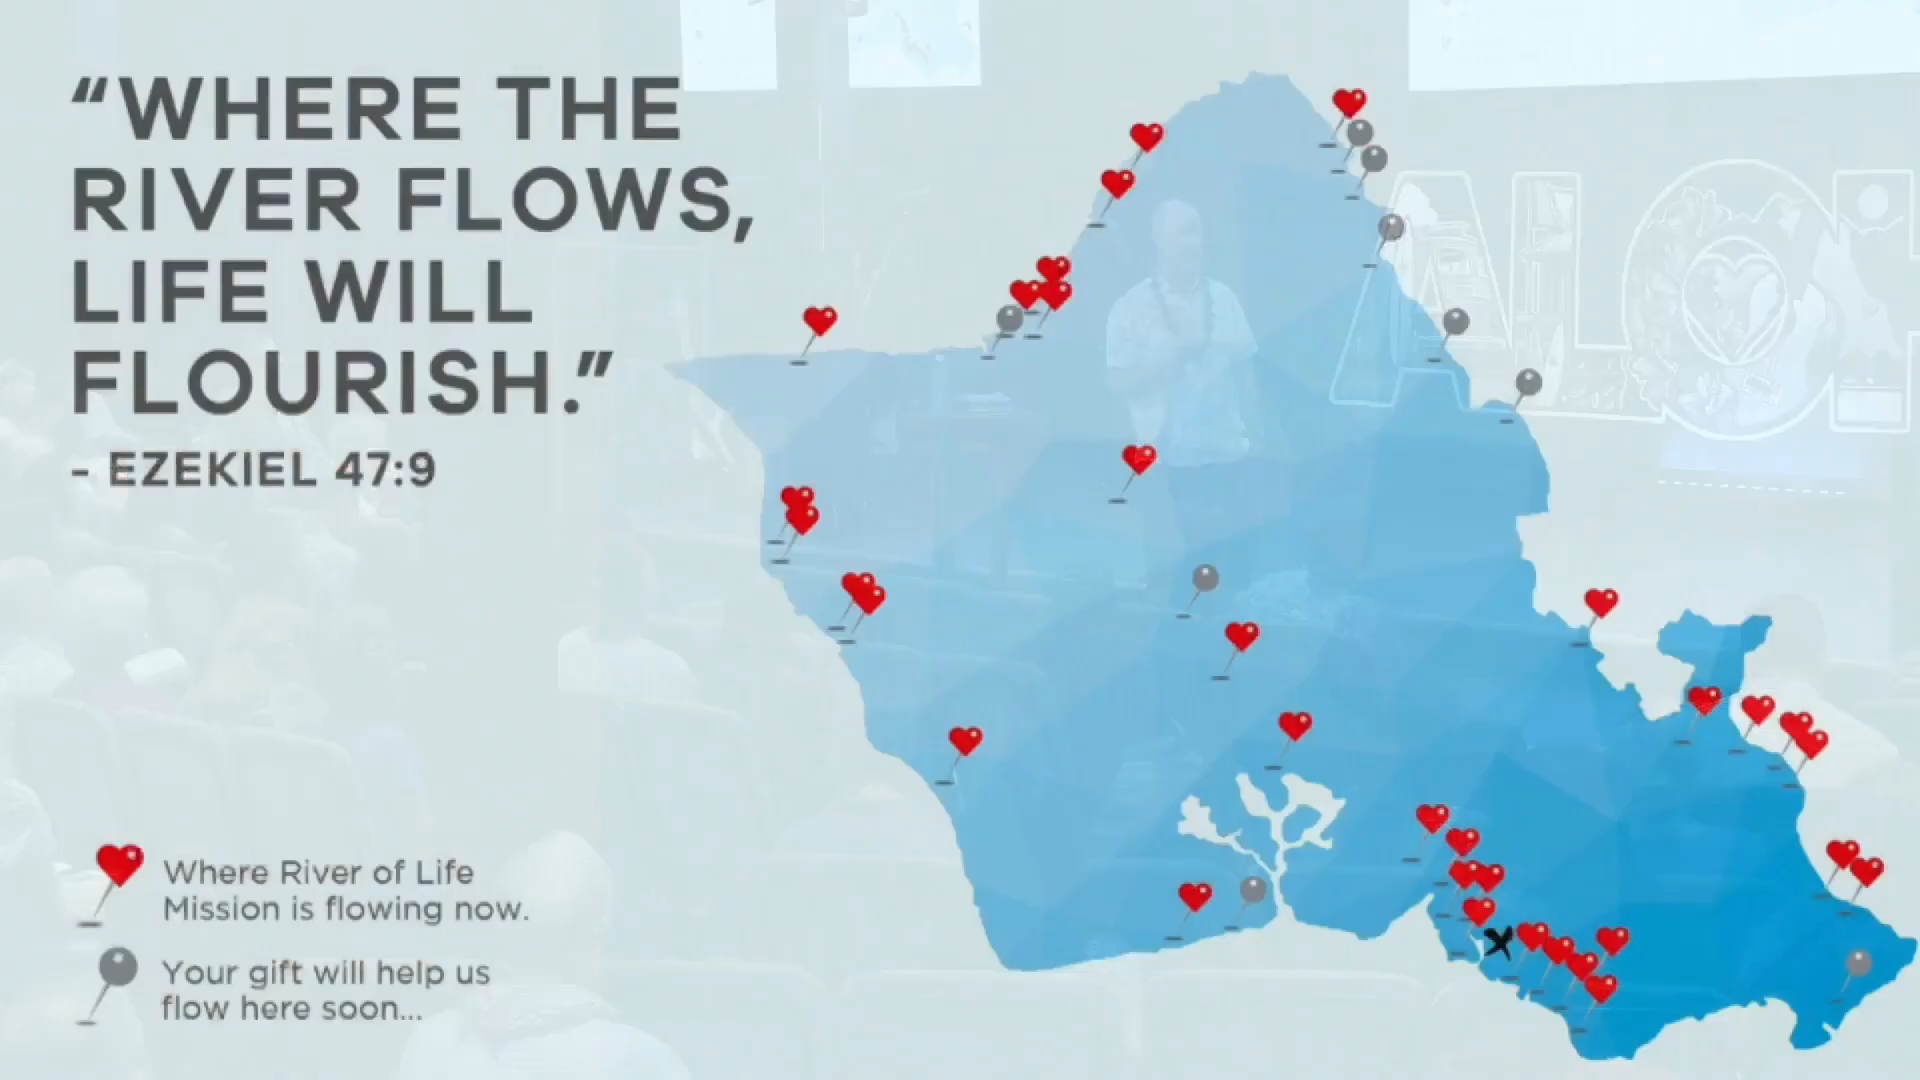 “WHERE THE
RIVER FLOWS,
LIFE WILL
FLOURISH.”
- EZEKIEL 47:9
Where River of Life
Mission is flowing now.
Your gift will help us
flow here soon...